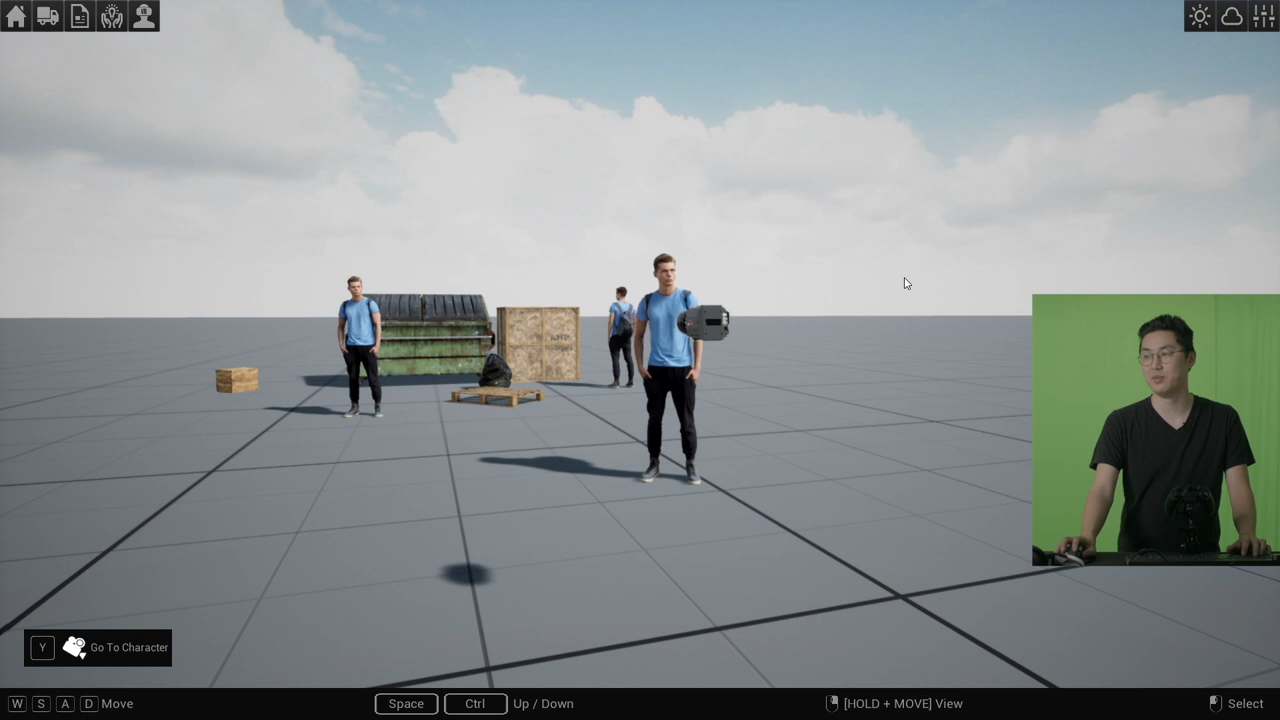 Y Go To Character
W S A D Move
Space Ctrl Up / Down
[HOLD + MOVE] View
Select